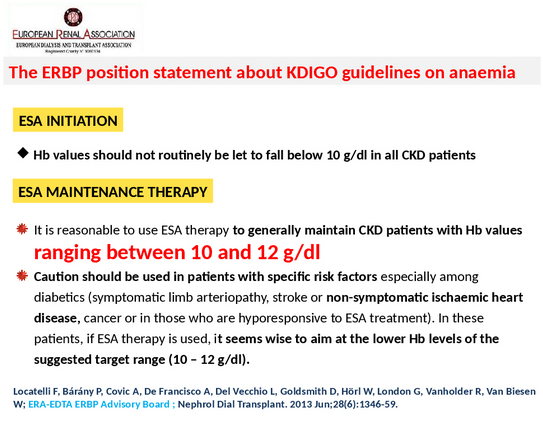 EUROPEAN RENAL ASSOCIATION
EUROPEAN DIALYSIS AND TRANSPLANT ASSOCIATION
The ERBP position statement about KDIGO guidelines on anaemia
ESA INITIATION
Hb values should not routinely be let to fall below 10 g/dl in all CKD patients
ESA MAINTENANCE THERAPY
It is reasonable to use ESA therapy to generally maintain CKD patients with Hb values
ranging between 10 and 12 g/dl
Caution should be used in patients with specific risk factors especially among
diabetics (symptomatic limb arteriopathy, stroke or non-symptomatic ischaemic heart
disease, cancer or in those who are hyporesponsive to ESA treatment). In these
patients, if ESA therapy is used, it seems wise to aim at the lower Hb levels of the
suggested target range (10 – 12 g/dl).
Locatelli F, Bárány P, Covic A, De Francisco A, Del Vecchio L, Goldsmith D, Hörl W, London G, Vanholder R, Van Biesen
W; ERA-EDTA ERBP Advisory Board ; Nephrol Dial Transplant. 2013 Jun;28(6):1346-59.